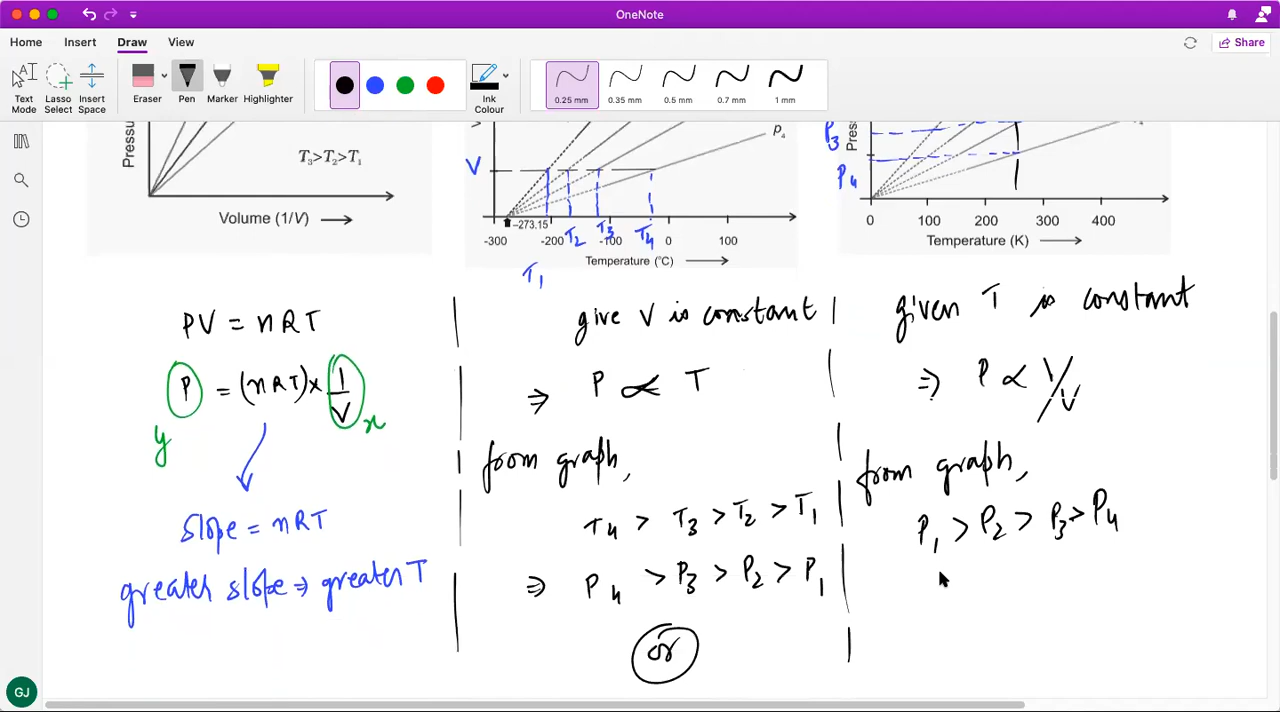 OneNote
Home Insert Draw View
Share
Text Mode
Lasso Select
Insert Space
Eraser
Pen
Marker
Highlighter
0.25 mm
0.35 mm
0.5 mm
0.7 mm
1 mm
Ink Colour
Pressu
T3>T2>T1
Volume (1/V)
V
p4
-273.15
-300 -200 -100 0 100
T1 T2 T3 T4
Temperature (°C)
P3
P4
Press
0 100 200 300 400
Temperature (K)
PV = nRT
P = (nRT) × 1/V
y
x
slope = nRT
greater slope ⇒ greater T
give V is constant
⇒ P ∝ T
from graph,
T4 > T3 > T2 > T1
⇒ P4 > P3 > P2 > P1
or
given T is constant
⇒ P ∝ 1/V
from graph,
P1 > P2 > P3 > P4
GJ